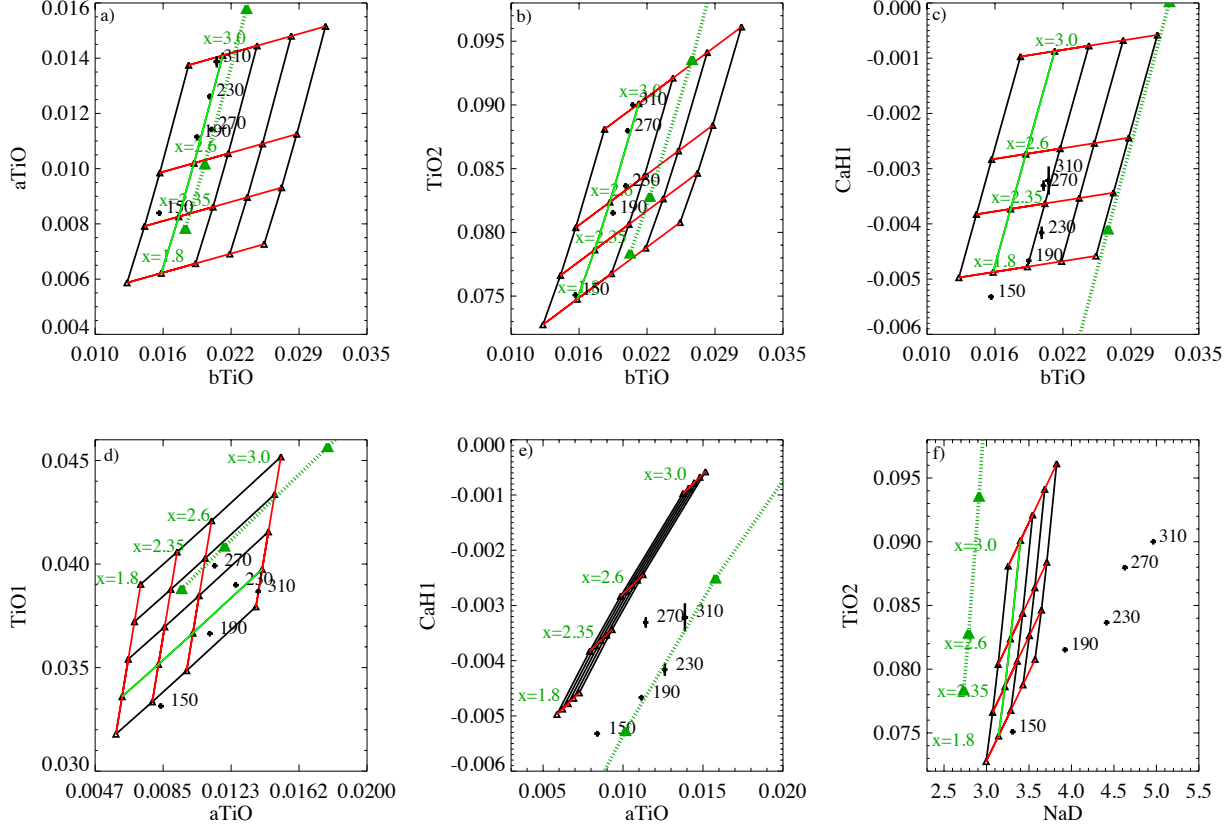 a)
0.016
0.014
0.012
0.010
0.008
0.006
0.004
aTiO
x=3.0
310
230
270
190
x=2.6
x=2.35
150
x=1.8
0.010
0.016
0.022
0.029
0.035
bTiO
b)
0.095
0.090
0.085
0.080
0.075
TiO2
x=3.0
310
270
230
x=2.6
190
x=2.35
x=1.8
150
0.010
0.016
0.022
0.029
0.035
bTiO
c)
0.000
-0.001
-0.002
-0.003
-0.004
-0.005
-0.006
CaH1
x=3.0
x=2.6
310
270
x=2.35
230
190
x=1.8
150
0.010
0.016
0.022
0.029
0.035
bTiO
d)
0.045
0.040
0.035
0.030
TiO1
x=3.0
x=2.6
x=2.35
x=1.8
270
230
310
190
150
0.0047
0.0085
0.0123
0.0162
0.0200
aTiO
e)
0.000
-0.001
-0.002
-0.003
-0.004
-0.005
-0.006
CaH1
x=3.0
x=2.6
270
310
x=2.35
230
190
x=1.8
150
0.005
0.010
0.015
0.020
aTiO
f)
0.095
0.090
0.085
0.080
0.075
TiO2
310
x=3.0
270
230
x=2.6
190
x=2.35
x=1.8
150
2.5
3.0
3.5
4.0
4.5
5.0
5.5
NaD